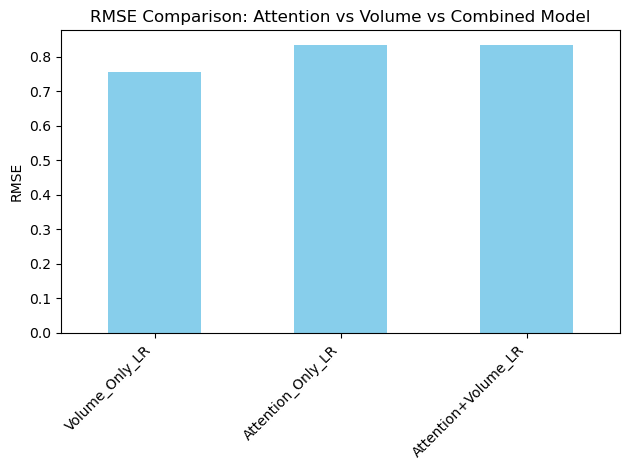 RMSE Comparison: Attention vs Volume vs Combined Model
0.8
0.7
0.6
0.5
0.4
0.3
0.2
0.1
0.0
RMSE
Volume_Only_LR
Attention_Only_LR
Attention+Volume_LR